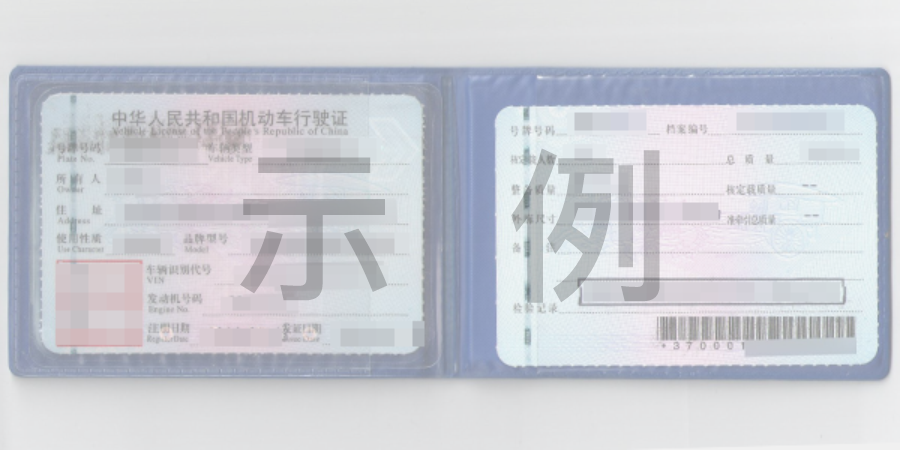 中华人民共和国机动车行驶证
Vehicle License of the People's Republic of China
号牌号码 车辆类型
Plate No. Vehicle Type
所有人
Owner
住 址
Address
使用性质 品牌型号
Use Character Model
车辆识别代号
VIN
发动机号码
Engine No.
注册日期 发证日期
Register Date Issue Date
号牌号码 档案编号
核定载人数 总质量
整备质量 核定载质量 --
外廓尺寸 准牵引总质量 --
备 注
检验记录
*370001
示例